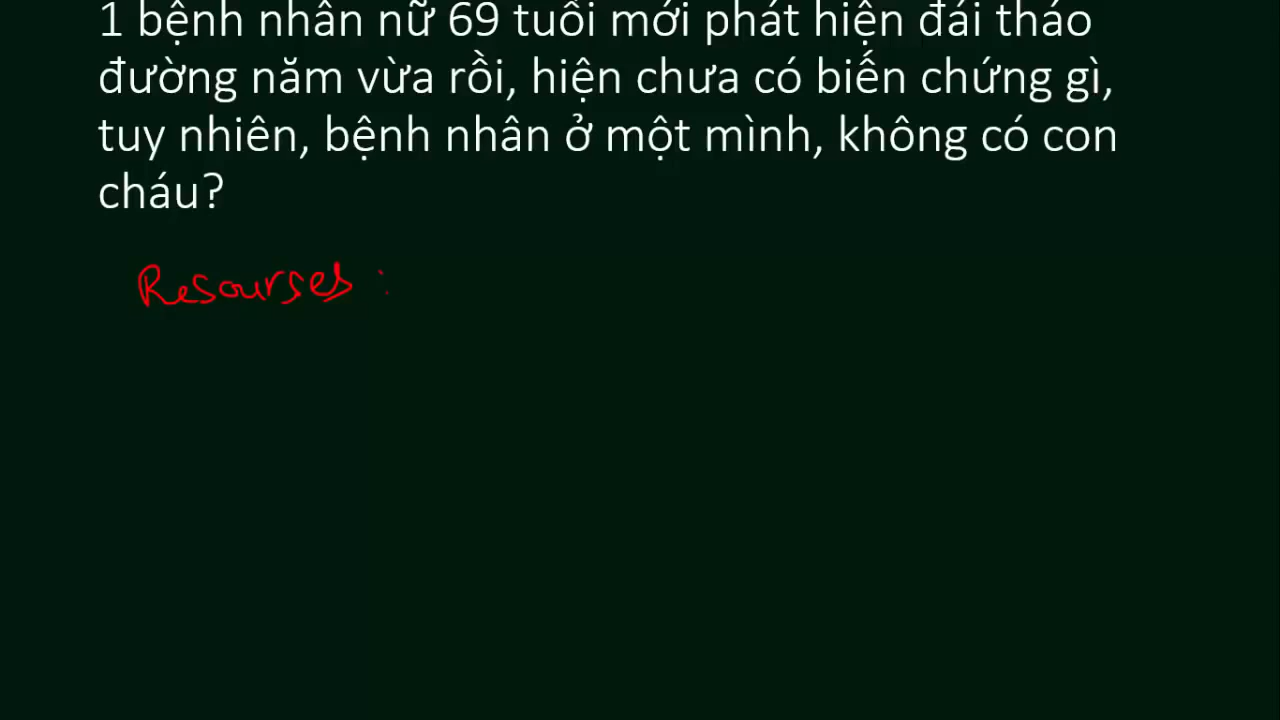 1 bệnh nhân nữ 69 tuổi mới phát hiện đái tháo
đường năm vừa rồi, hiện chưa có biến chứng gì,
tuy nhiên, bệnh nhân ở một mình, không có con
cháu?
Resourses :